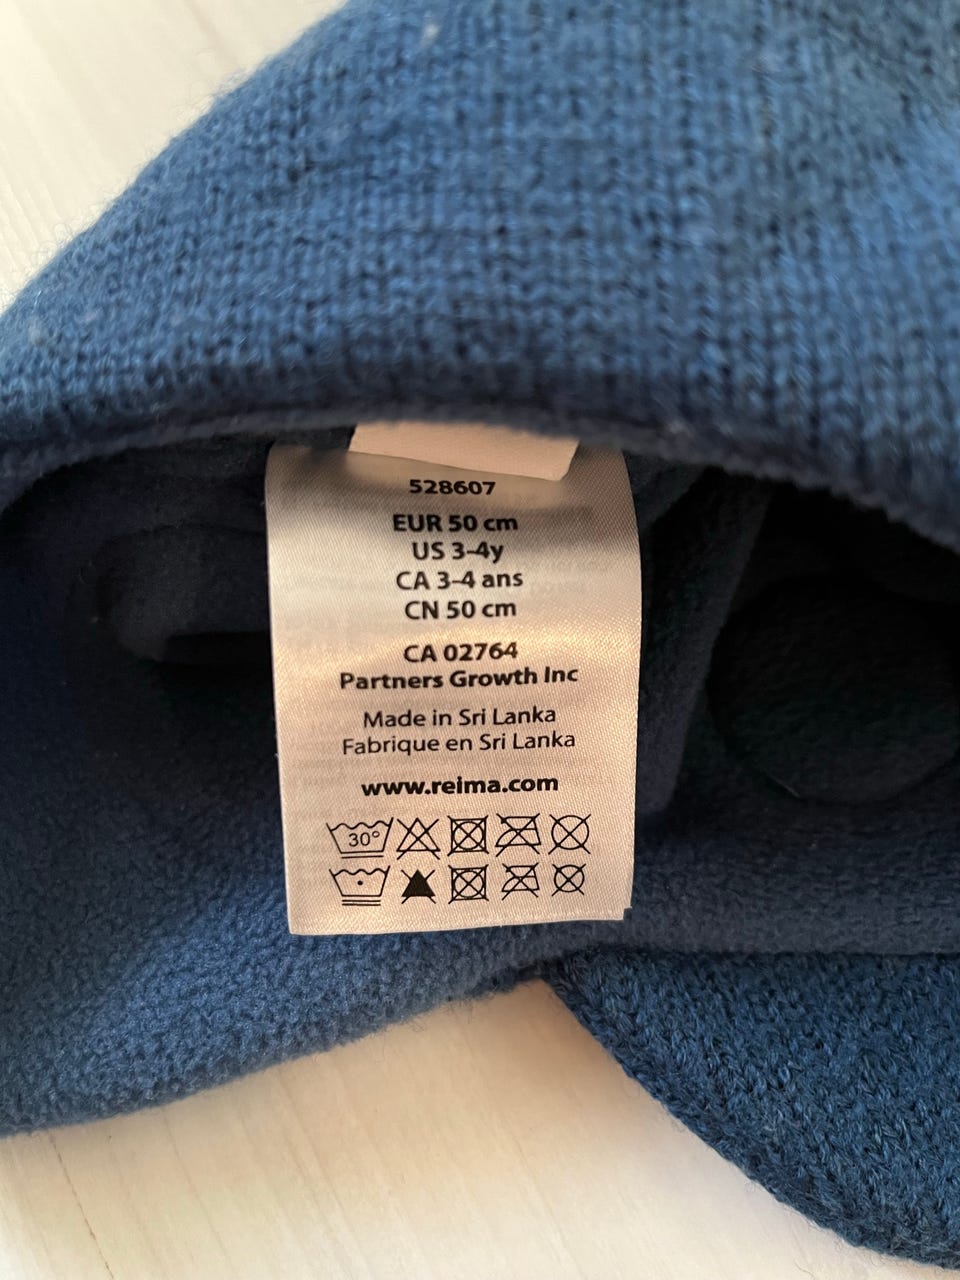 528607
EUR 50 cm
US 3-4y
CA 3-4 ans
CN 50 cm
CA 02764
Partners Growth Inc
Made in Sri Lanka
Fabrique en Sri Lanka
www.reima.com
30°